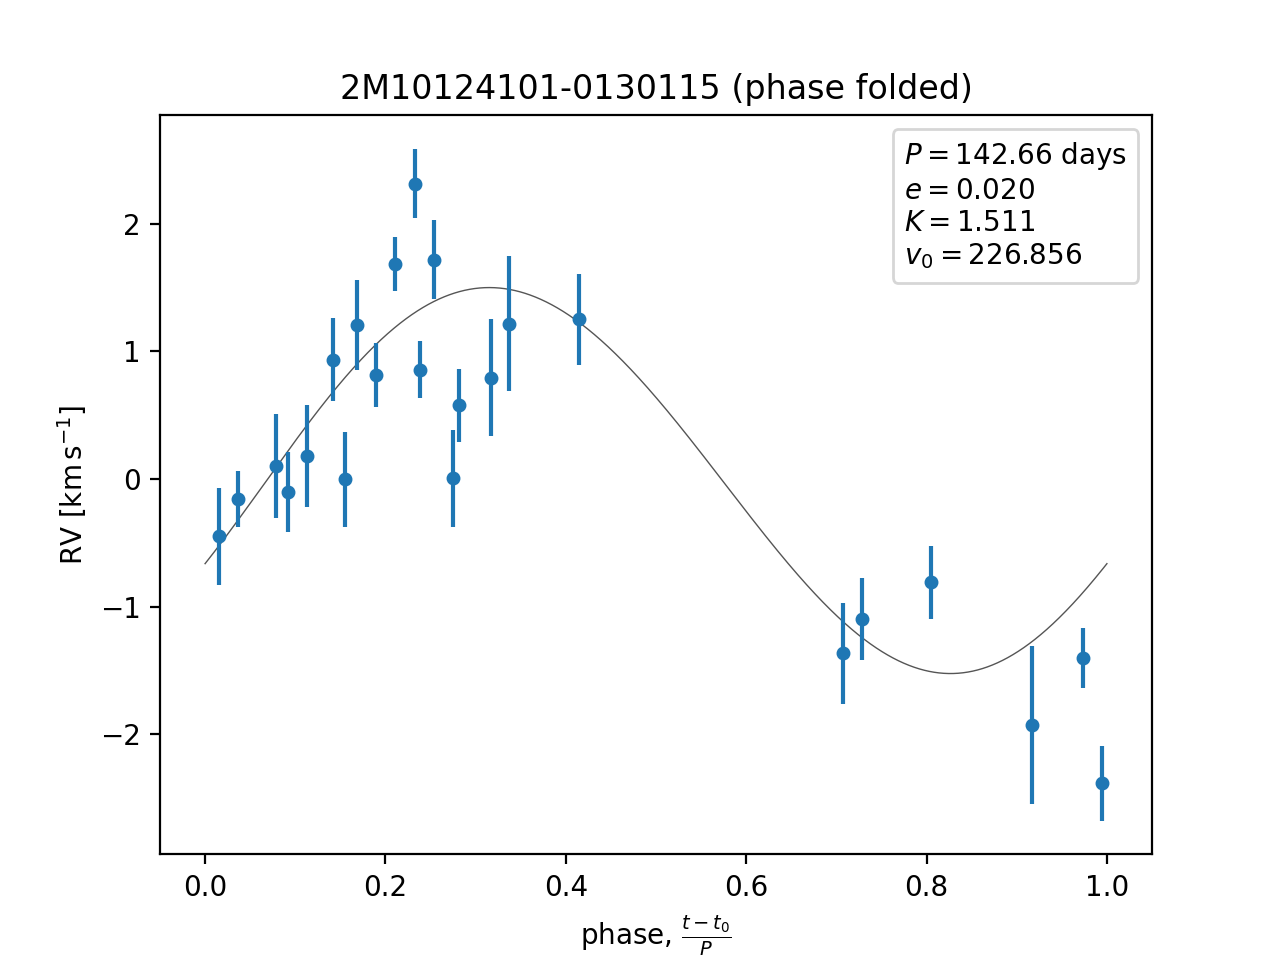 2M10124101-0130115 (phase folded)
P = 142.66 days
e = 0.020
K = 1.511
v₀ = 226.856
2
1
0
−1
−2
RV [km s⁻¹]
0.0 0.2 0.4 0.6 0.8 1.0
phase, (t − t₀)/P